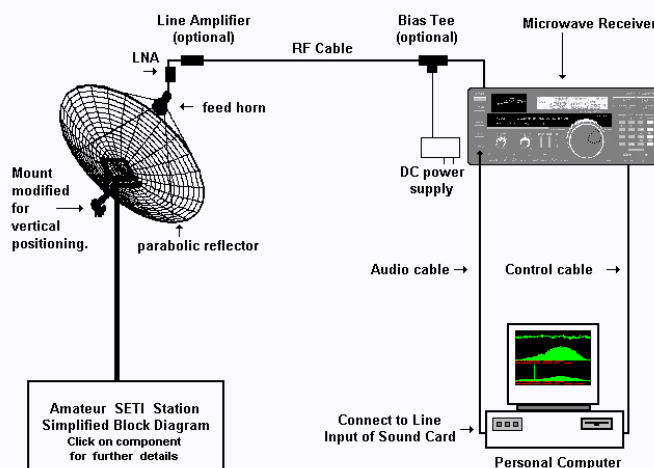 Line Amplifier
(optional)
Bias Tee
(optional)
Microwave Receiver
LNA
RF Cable
feed horn
DC power
supply
Mount
modified
for
vertical
positioning.
parabolic reflector
Audio cable
Control cable
Amateur SETI Station
Simplified Block Diagram
Click on component
for further details
Connect to Line
Input of Sound Card
Personal Computer